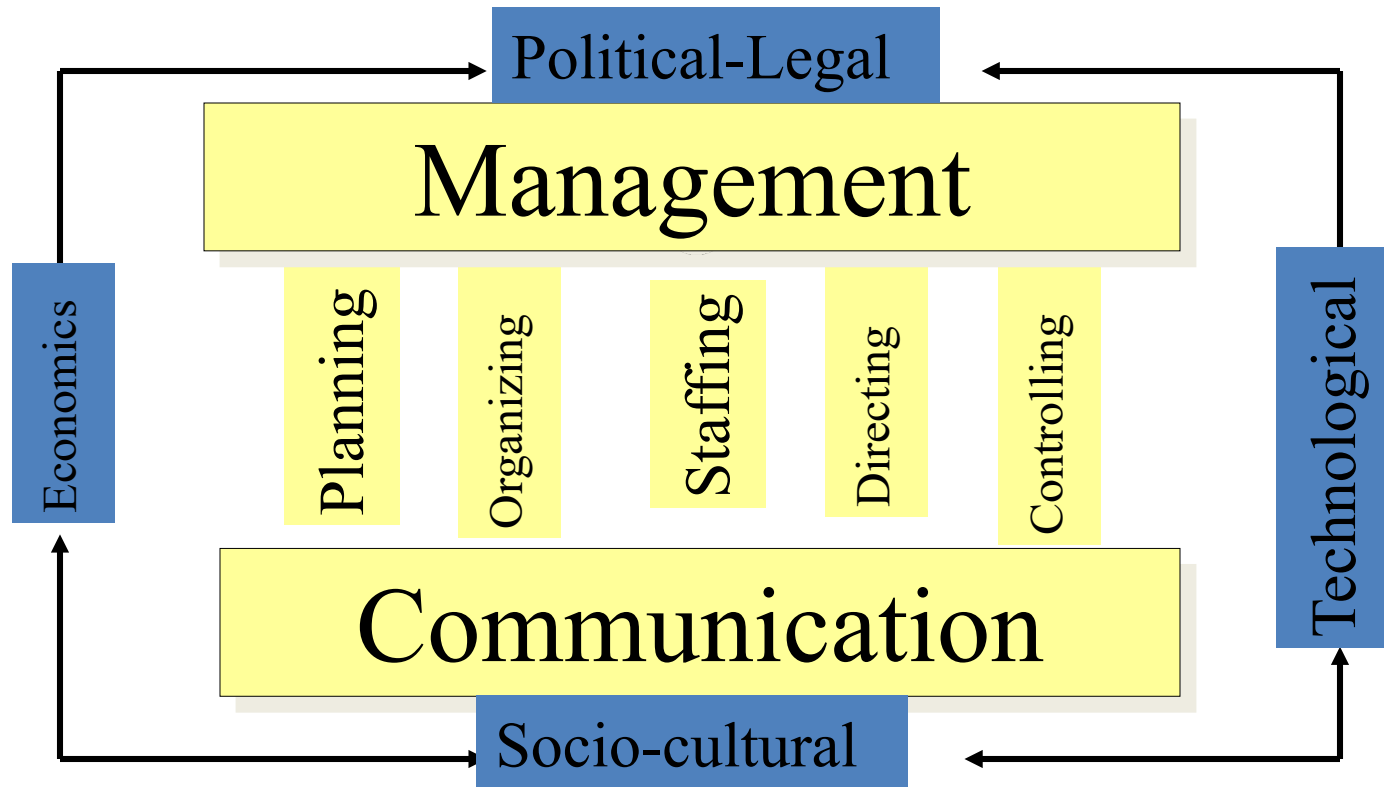 Political-Legal
Management
Economics
Planning
Organizing
Staffing
Directing
Controlling
Technological
Communication
Socio-cultural